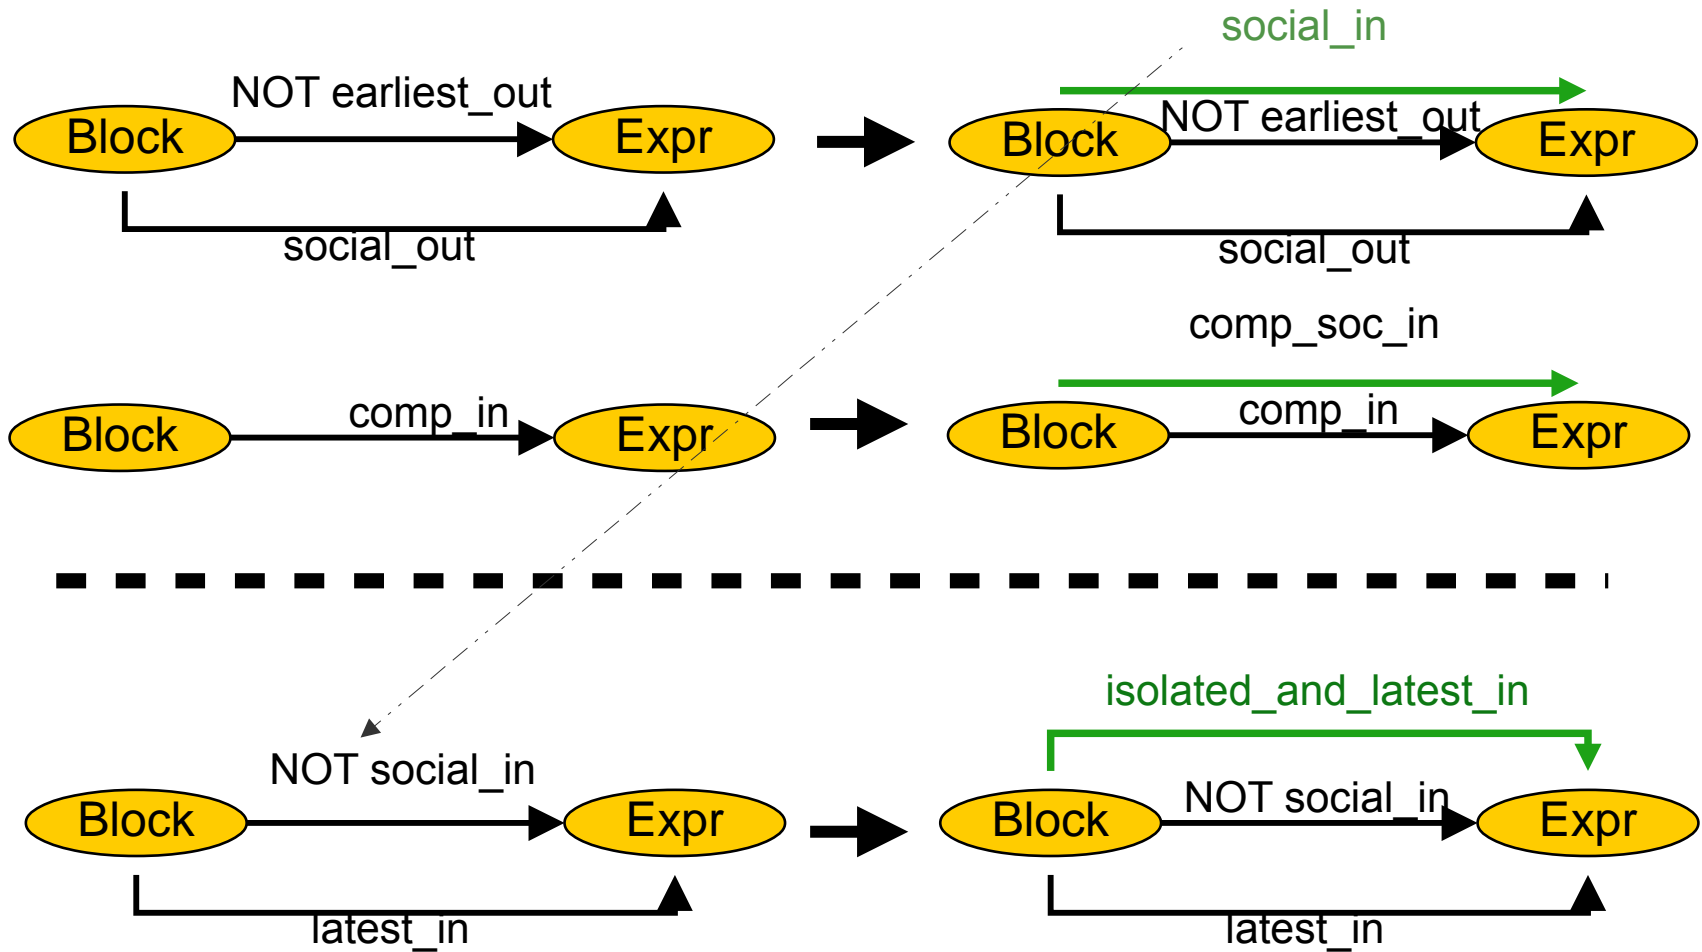 social_in
NOT earliest_out
Block
Expr
social_out
NOT earliest_out
Block
Expr
social_out
comp_soc_in
Block
comp_in
Expr
Block
comp_in
Expr
isolated_and_latest_in
NOT social_in
Block
Expr
latest_in
NOT social_in
Block
Expr
latest_in